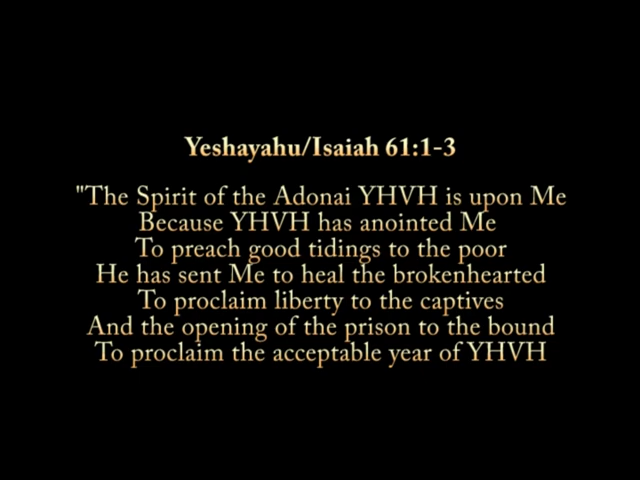 Yeshayahu/Isaiah 61:1-3
"The Spirit of the Adonai YHVH is upon Me
Because YHVH has anointed Me
To preach good tidings to the poor
He has sent Me to heal the brokenhearted
To proclaim liberty to the captives
And the opening of the prison to the bound
To proclaim the acceptable year of YHVH